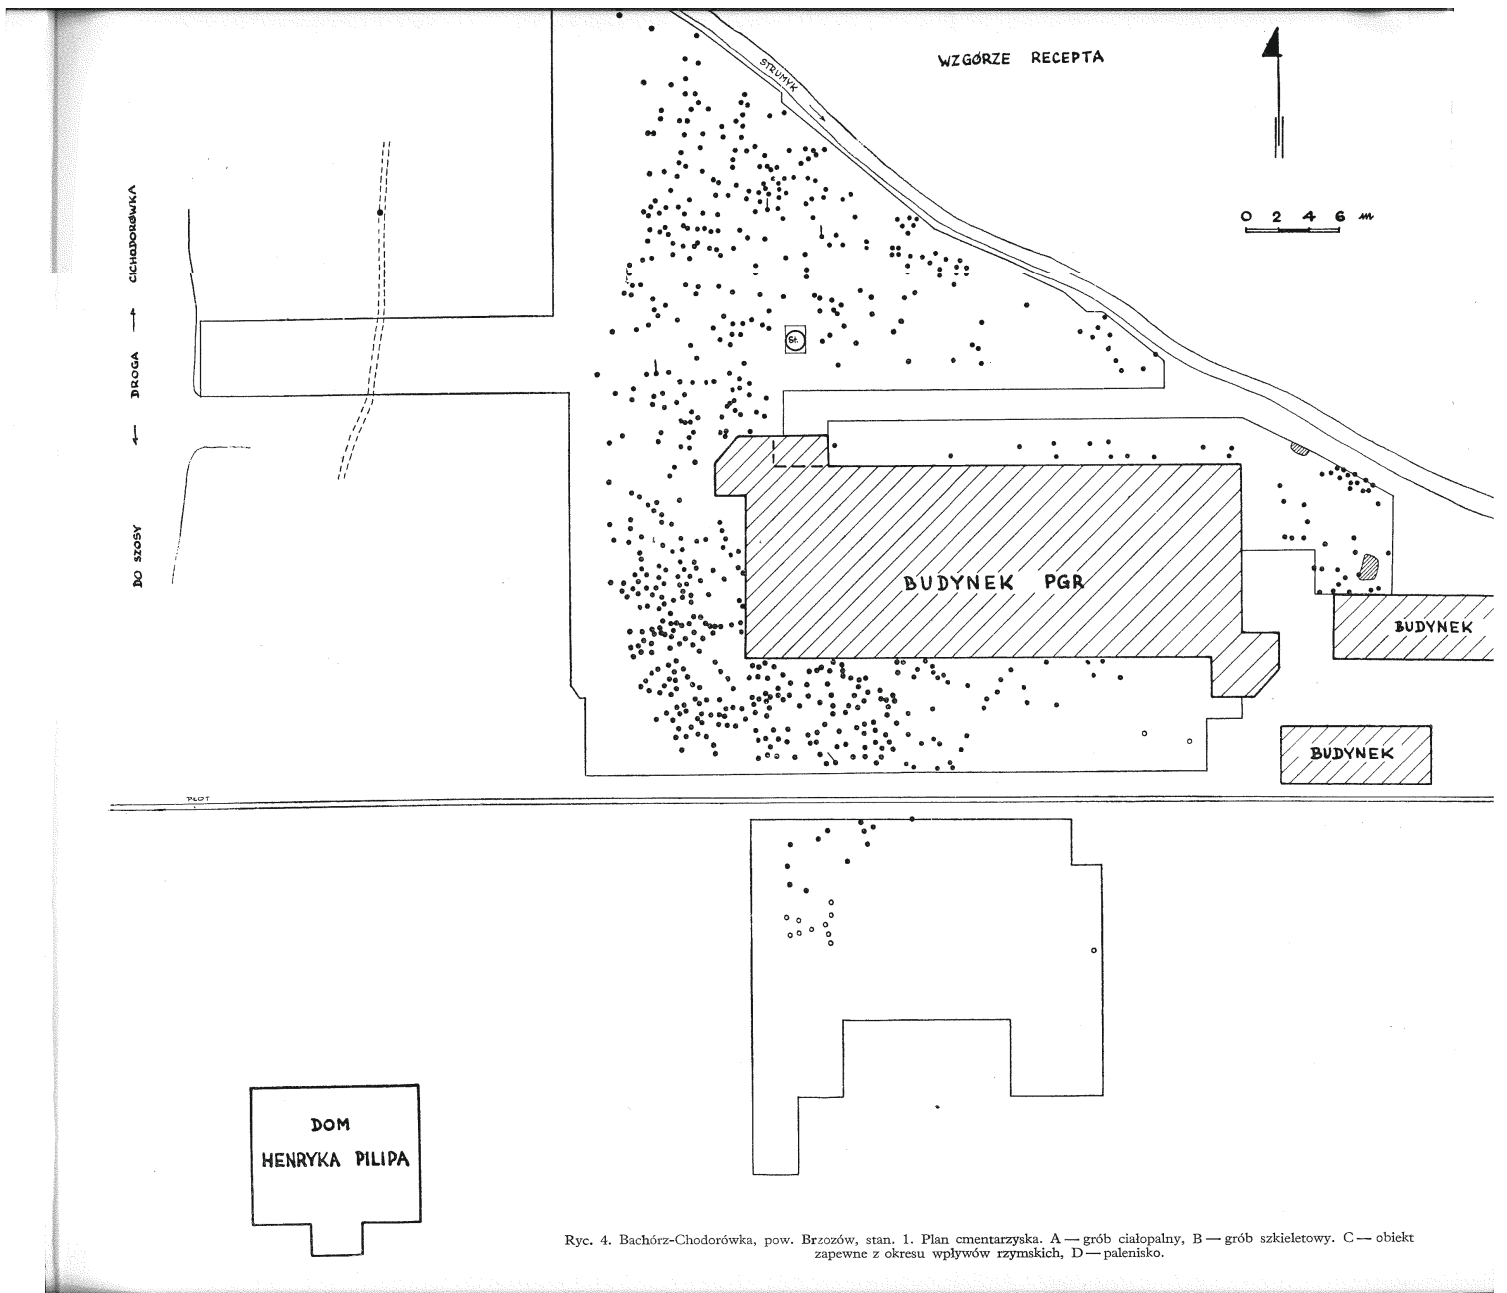 WZGÓRZE RECEPTA
STRUMYK
0 2 4 6 m
CICHODORÓWKA
DROGA
DO SZOSY
St.
BUDYNEK PGR
BUDYNEK
BUDYNEK
PŁOT
DOM
HENRYKA PILIPA
Ryc. 4. Bachórz-Chodorówka, pow. Brzozów, stan. 1. Plan cmentarzyska. A — grób ciałopalny, B — grób szkieletowy. C — obiekt
zapewne z okresu wpływów rzymskich, D — palenisko.